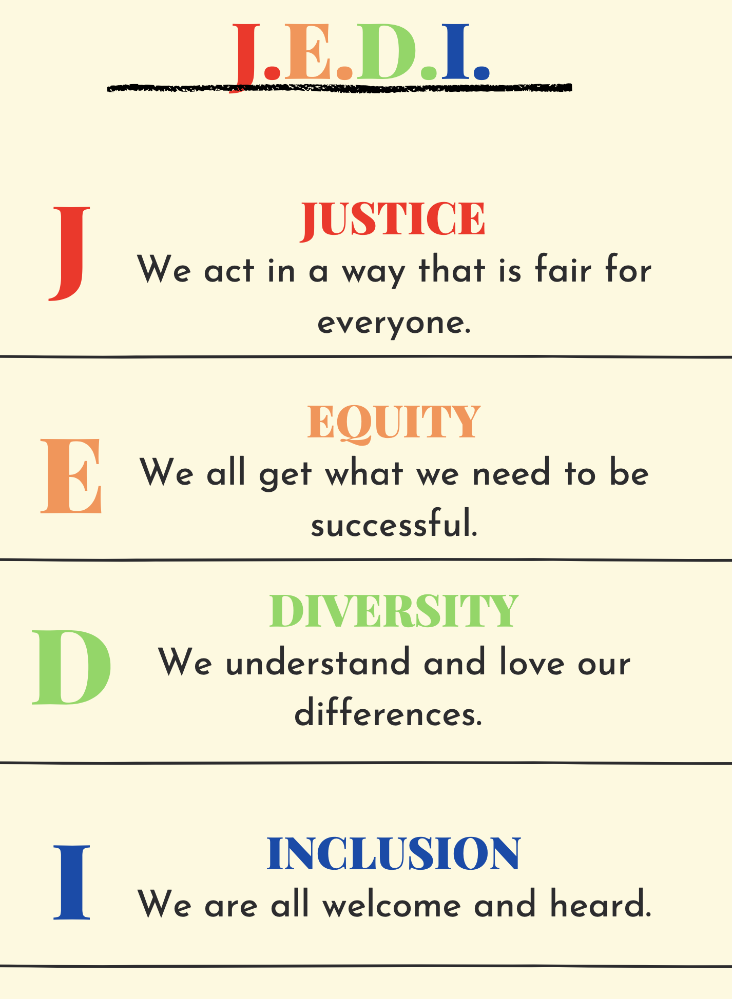 J.E.D.I.
J
JUSTICE
We act in a way that is fair for
everyone.
E
EQUITY
We all get what we need to be
successful.
D
DIVERSITY
We understand and love our
differences.
I
INCLUSION
We are all welcome and heard.